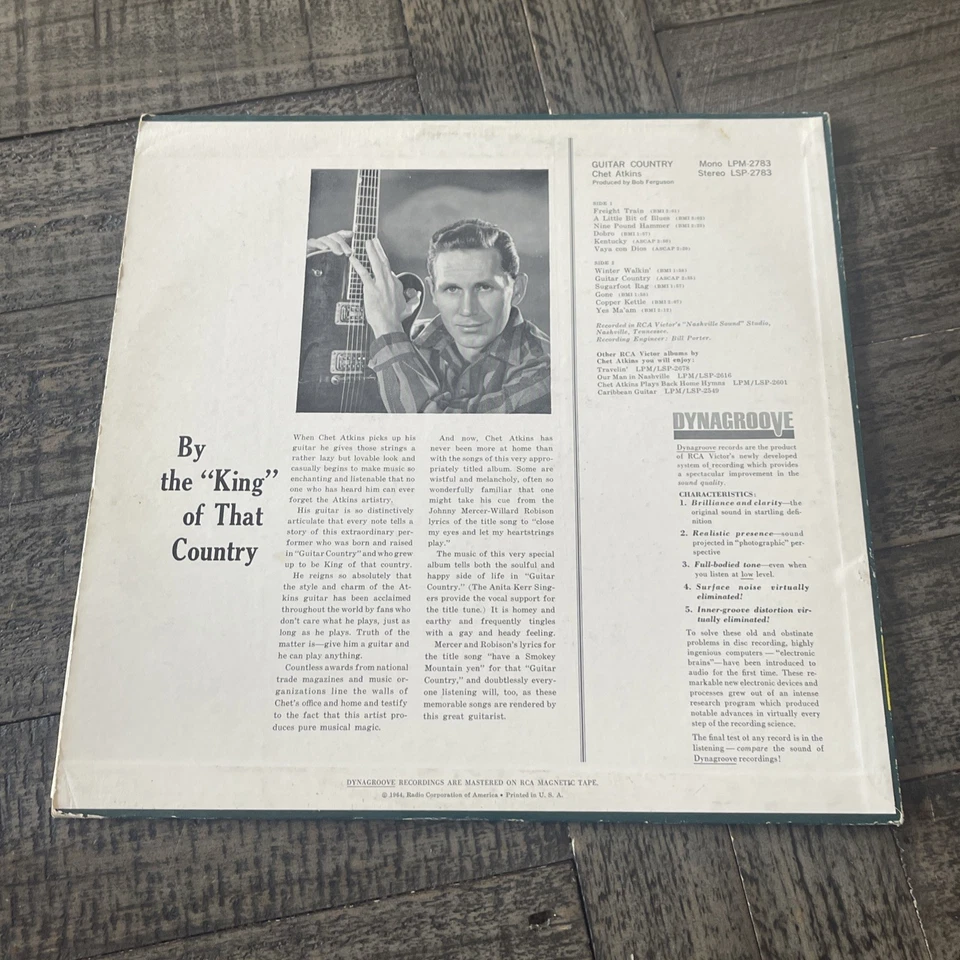 By
the “King”
of That
Country
When Chet Atkins picks up his
guitar he gives those strings a
rather lazy but lovable look and
casually begins to make music so
enchanting and listenable that no
one who has heard him can ever
forget the Atkins artistry.
His guitar is so distinctively
articulate that every note tells a
story of this extraordinary per-
former who was born and raised
in “Guitar Country” and who grew
up to be King of that country.
He reigns so absolutely that
the style and charm of the At-
kins guitar has been acclaimed
throughout the world by fans who
don't care what he plays, just as
long as he plays. Truth of the
matter is—give him a guitar and
he can play anything.
Countless awards from national
trade magazines and music or-
ganizations line the walls of
Chet's office and home and testify
to the fact that this artist pro-
duces pure musical magic.
And now, Chet Atkins has
never been more at home than
with the songs of this very appro-
priately titled album. Some are
wistful and melancholy, often so
wonderfully familiar that one
might take his cue from the
Johnny Mercer-Willard Robison
lyrics of the title song to “close
my eyes and let my heartstrings
play.”
The music of this very special
album tells both the soulful and
happy side of life in “Guitar
Country.” (The Anita Kerr Sing-
ers provide the vocal support for
the title tune.) It is homey and
earthy and frequently tingles
with a gay and heady feeling.
Mercer and Robison's lyrics for
the title song “have a Smokey
Mountain yen” for that “Guitar
Country,” and doubtlessly every-
one listening will, too, as these
memorable songs are rendered by
this great guitarist.
GUITAR COUNTRY Mono LPM-2783
Chet Atkins Stereo LSP-2783
Produced by Bob Ferguson
SIDE 1
Freight Train (BMI
A Little Bit of Blues (BMI
Nine Pound Hammer (BMI
Dobro (BMI
Kentucky (ASCAP
Vaya con Dios (ASCAP
SIDE 2
Winter Walkin' (BMI
Guitar Country (ASCAP
Sugarfoot Rag (BMI
Gone (BMI
Copper Kettle (BMI
Yes Ma'am (BMI
Recorded in RCA Victor's “Nashville Sound” Studio,
Nashville, Tennessee.
Recording Engineer: Bill Porter.
Other RCA Victor albums by
Chet Atkins you will enjoy:
Travelin' LPM/LSP-2678
Our Man in Nashville LPM/LSP-2616
Chet Atkins Plays Back Home Hymns LPM/LSP-2601
Caribbean Guitar LPM/LSP-2549
DYNAGROOVE
Dynagroove records are the product
of RCA Victor's newly developed
system of recording which provides
a spectacular improvement in the
sound quality.
CHARACTERISTICS:
1. Brilliance and clarity—the
original sound in startling defi-
nition
2. Realistic presence—sound
projected in “photographic” per-
spective
3. Full-bodied tone—even when
you listen at low level.
4. Surface noise virtually
eliminated!
5. Inner-groove distortion vir-
tually eliminated!
To solve these old and obstinate
problems in disc recording, highly
ingenious computers — “electronic
brains”—have been introduced to
audio for the first time. These re-
markable new electronic devices and
processes grew out of an intense
research program which produced
notable advances in virtually every
step of the recording science.
The final test of any record is in the
listening — compare the sound of
Dynagroove recordings!
DYNAGROOVE RECORDINGS ARE MASTERED ON RCA MAGNETIC TAPE.
© 1964, Radio Corporation of America • Printed in U. S. A.